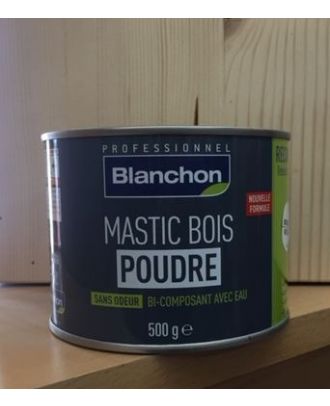 PROFESSIONNEL
Blanchon
NOUVELLE
FORMULE
MASTIC BOIS
POUDRE
SANS ODEUR BI-COMPOSANT AVEC EAU
500 g e